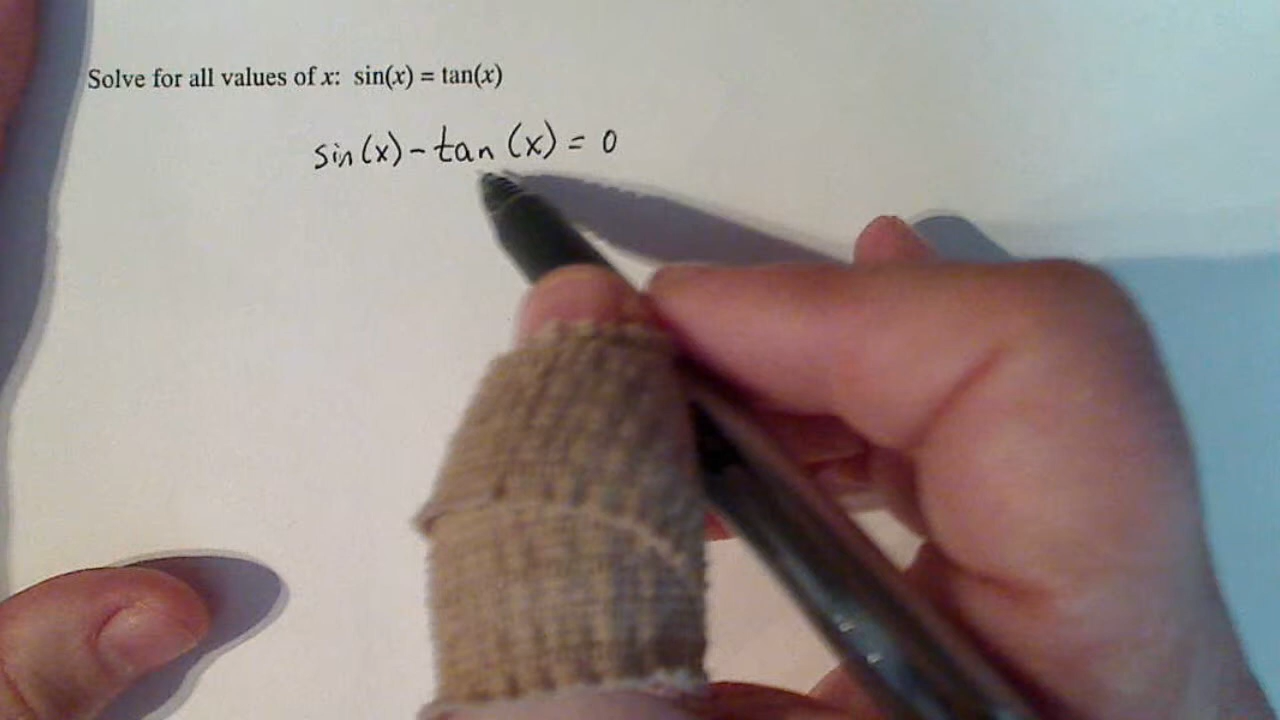 Solve for all values of x: sin(x) = tan(x)
sin(x) - tan(x) = 0